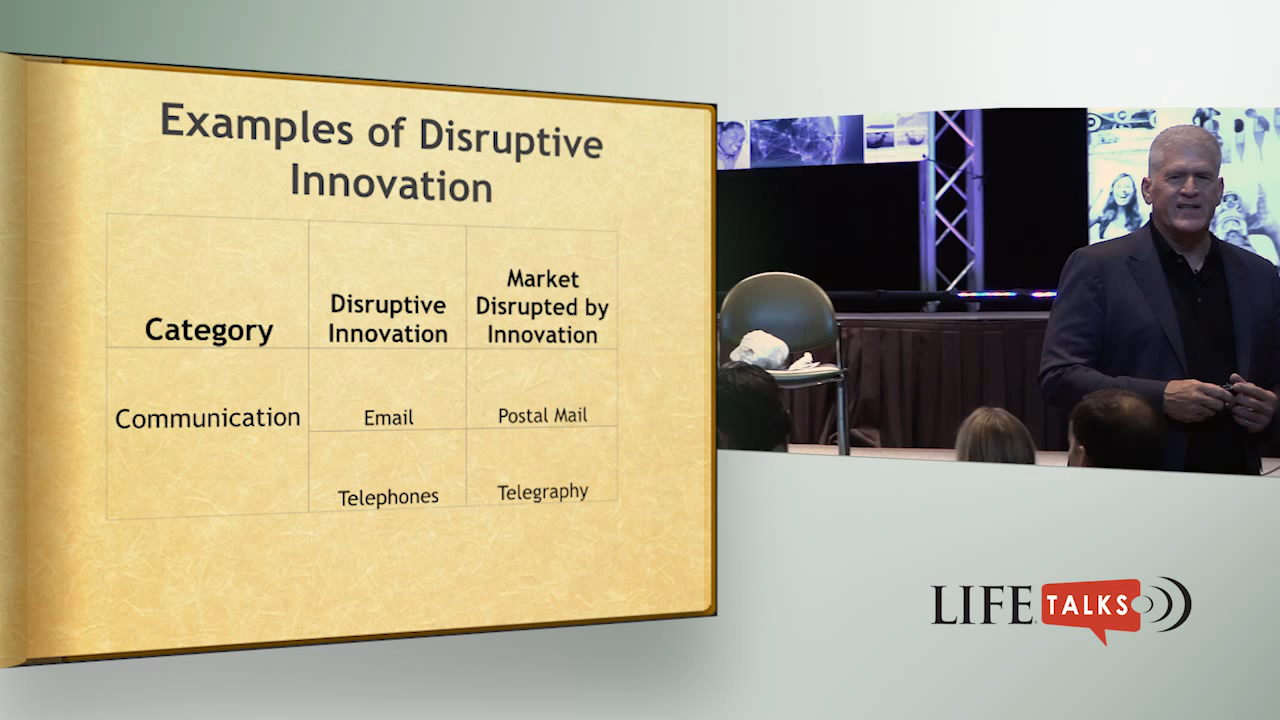 Examples of Disruptive
Innovation
Category
Disruptive
Innovation
Market
Disrupted by
Innovation
Communication
Email
Postal Mail
Telephones
Telegraphy
LIFE TALKS